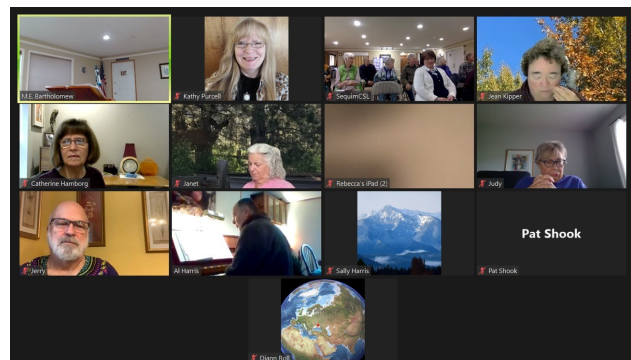 M.E. Bartholomew
Kathy Purcell
SequimCSL
Jean Kipper
Catherine Hamborg
Janet
Rebecca's iPad (2)
Judy
Jerry
Al Harris
Sally Harris
Pat Shook
Pat Shook
Diann Roll